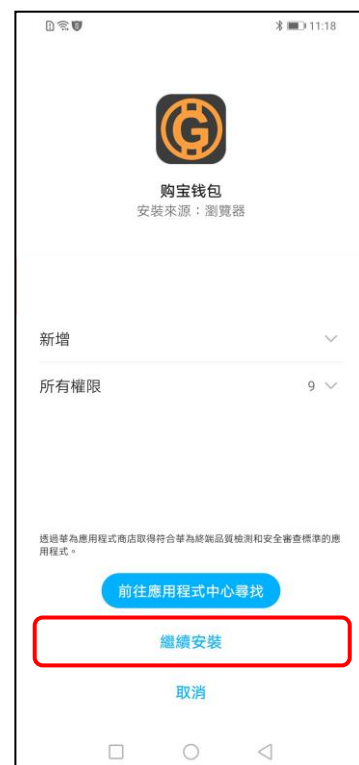 11:18
G
购宝钱包
安裝來源：瀏覽器
新增
所有權限
9
透過華為應用程式商店取得符合華為終端品質檢測和安全審查標準的應
用程式。
前往應用程式中心尋找
繼續安裝
取消